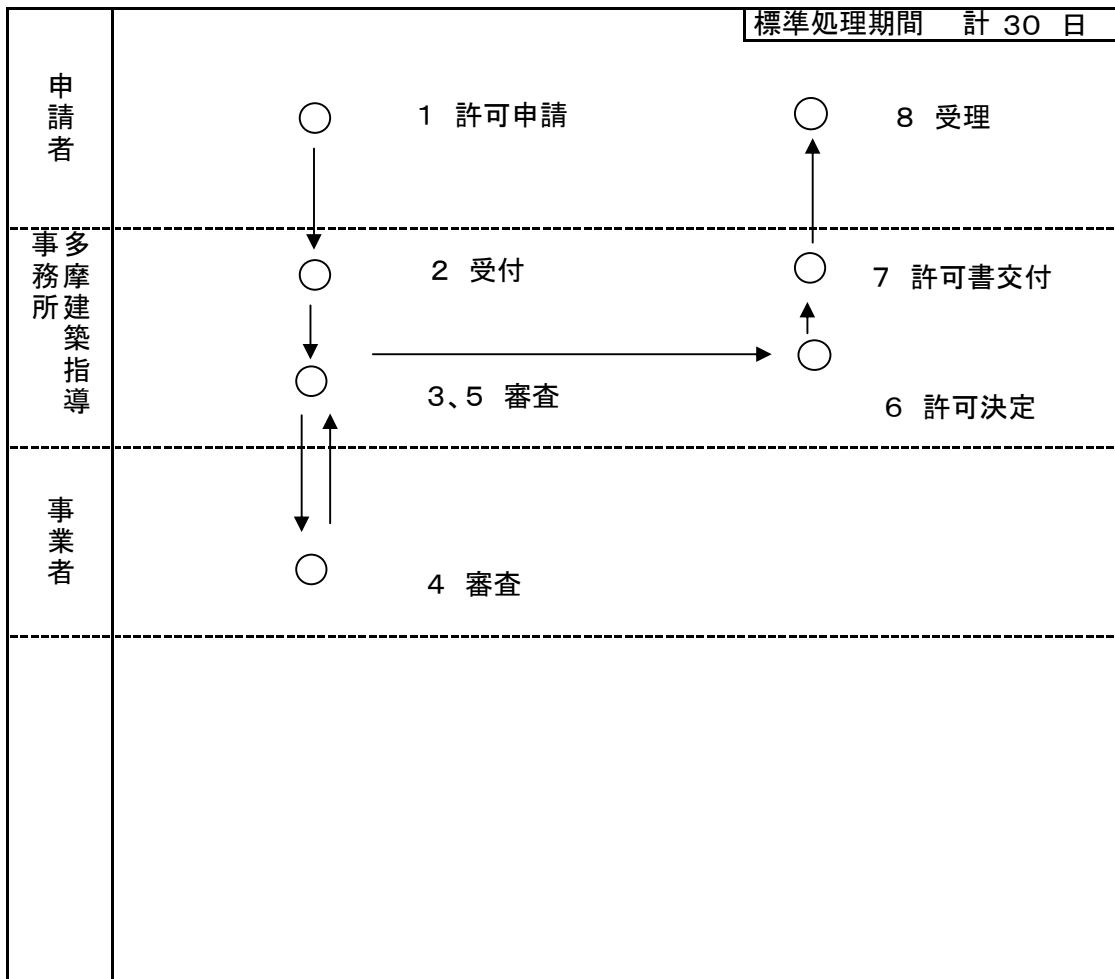 標準処理期間 計 30 日
申請者
1 許可申請
8 受理
多摩建築指導
事務所
2 受付
7 許可書交付
3、5 審査
6 許可決定
事業者
4 審査